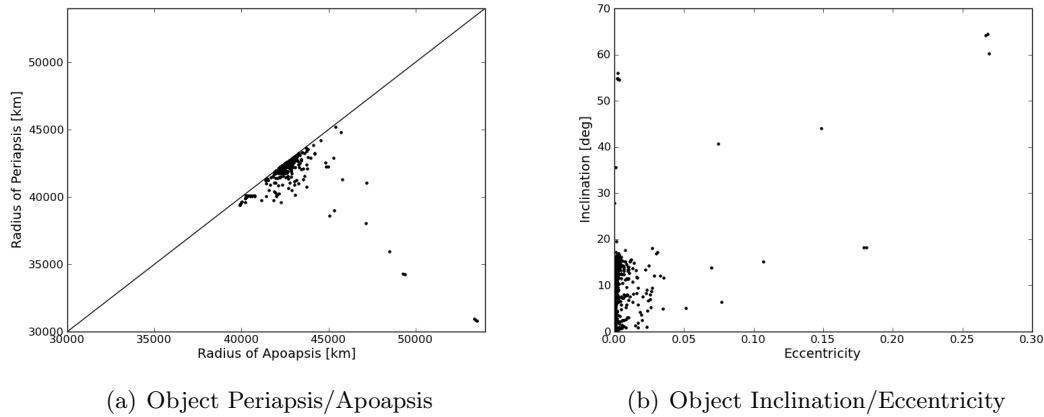 50000
45000
40000
35000
30000
Radius of Periapsis [km]
30000 35000 40000 45000 50000
Radius of Apoapsis [km]
(a) Object Periapsis/Apoapsis
70
60
50
40
30
20
10
0
Inclination [deg]
0.00 0.05 0.10 0.15 0.20 0.25 0.30
Eccentricity
(b) Object Inclination/Eccentricity